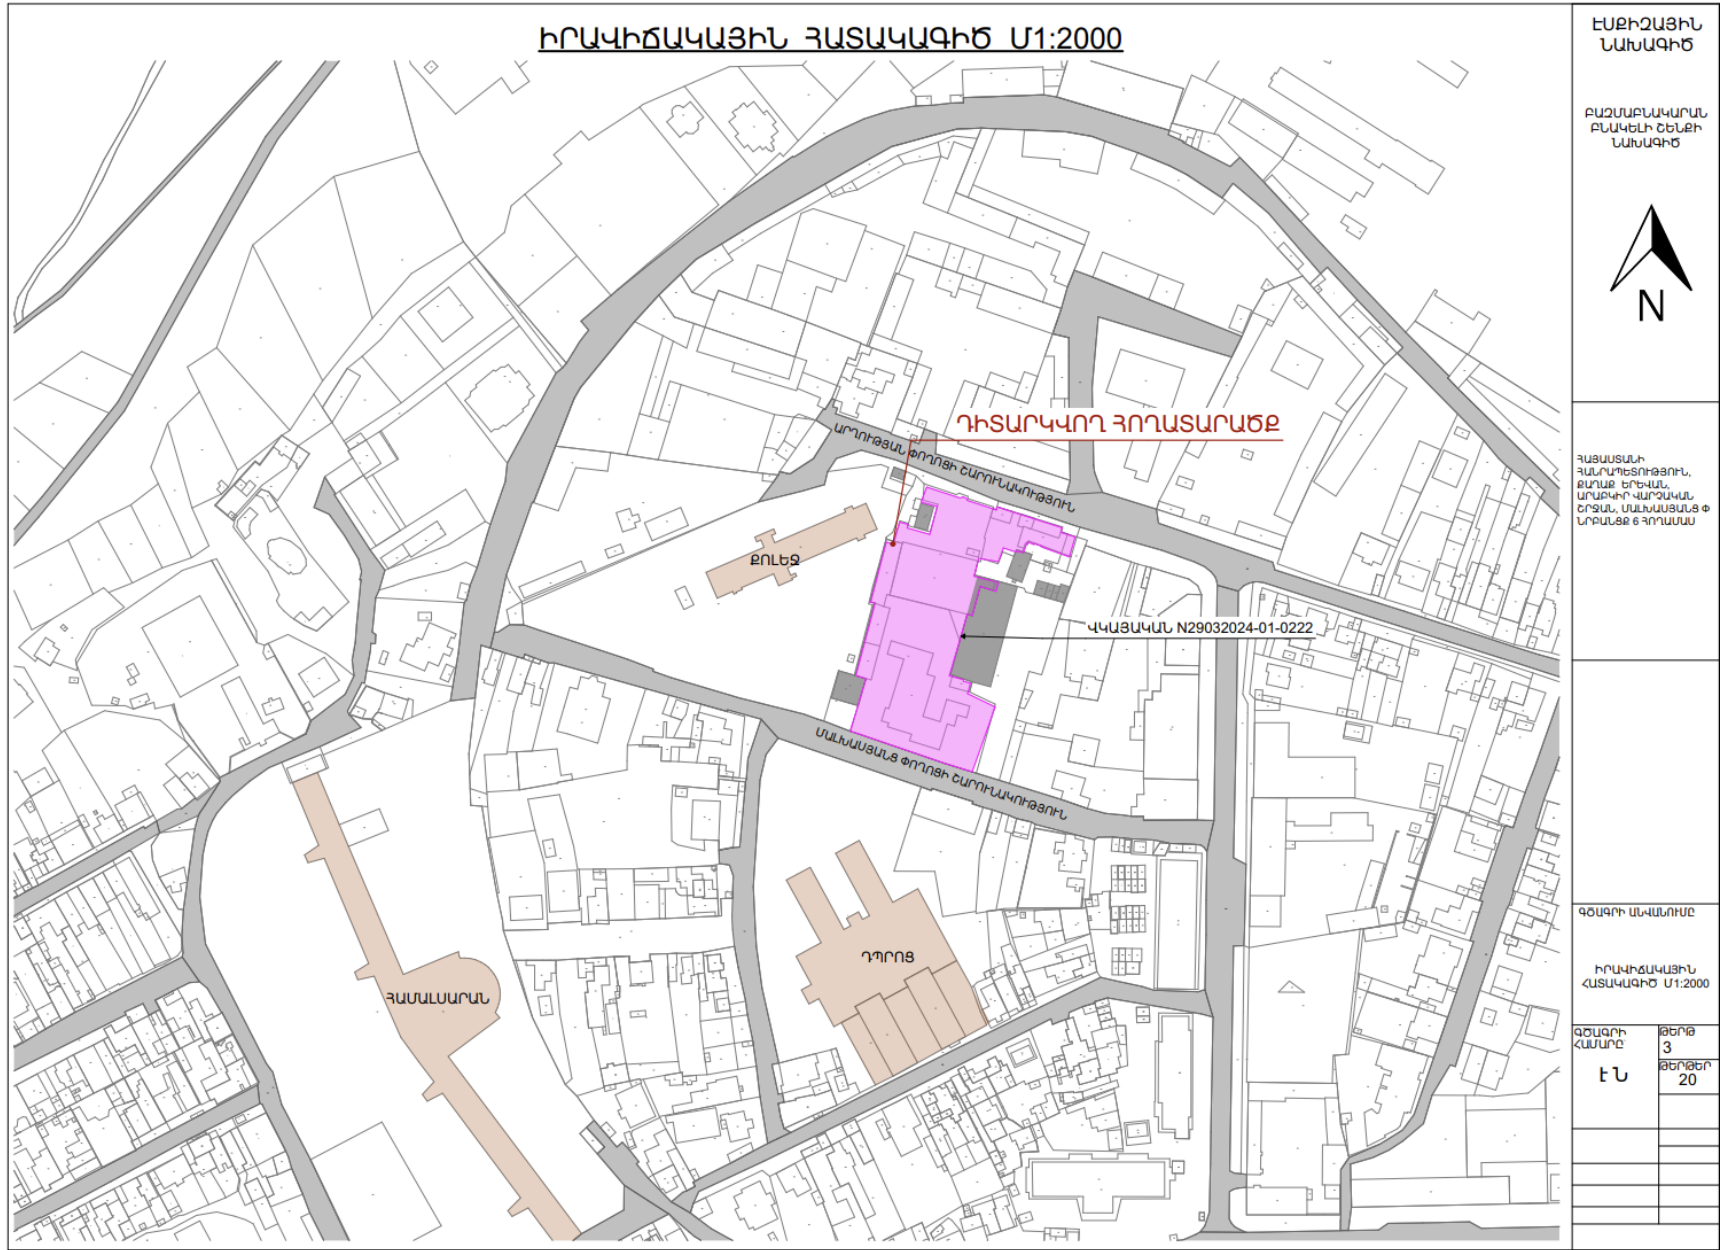 ԻՐԱՎԻՃԱԿԱՅԻՆ ՀԱՏԱԿԱԳԻԾ Մ1:2000
ԷՍՔԻԶԱՅԻՆ
ՆԱԽԱԳԻԾ
ԲԱԶՄԱԲՆԱԿԱՐԱՆ
ԲՆԱԿԵԼԻ ՇԵՆՔԻ
ՆԱԽԱԳԻԾ
N
ԴԻՏԱՐԿՎՈՂ ՀՈՂԱՏԱՐԱԾՔ
ԱՐՂՈՒԹՅԱՆ ՓՈՂՈՑԻ ՇԱՐՈՒՆԱԿՈՒԹՅՈՒՆ
ՔՈԼԵՋ
ՎԿԱՅԱԿԱՆ N29032024-01-0222
ՄԱԼԽԱՍՅԱՆՑ ՓՈՂՈՑԻ ՇԱՐՈՒՆԱԿՈՒԹՅՈՒՆ
ԴՊՐՈՑ
ՀԱՄԱԼՍԱՐԱՆ
ՀԱՅԱՍՏԱՆԻ
ՀԱՆՐԱՊԵՏՈՒԹՅՈՒՆ,
ՔԱՂԱՔ ԵՐԵՎԱՆ,
ԱՐԱԲԿԻՐ ՎԱՐՉԱԿԱՆ
ՇՐՋԱՆ, ՄԱԼԽԱՍՅԱՆՑ Փ
ՆՐԲԱՆՑՔ 6 ՀՈՂԱՄԱՍ
ԳԾԱԳՐԻ ԱՆՎԱՆՈՒՄԸ
ԻՐԱՎԻՃԱԿԱՅԻՆ
ՀԱՏԱԿԱԳԻԾ Մ1:2000
ԳԾԱԳՐԻ
ՀԱՄԱՐԸ
ԹԵՐԹ
3
Է Ն
ԹԵՐԹԵՐ
20